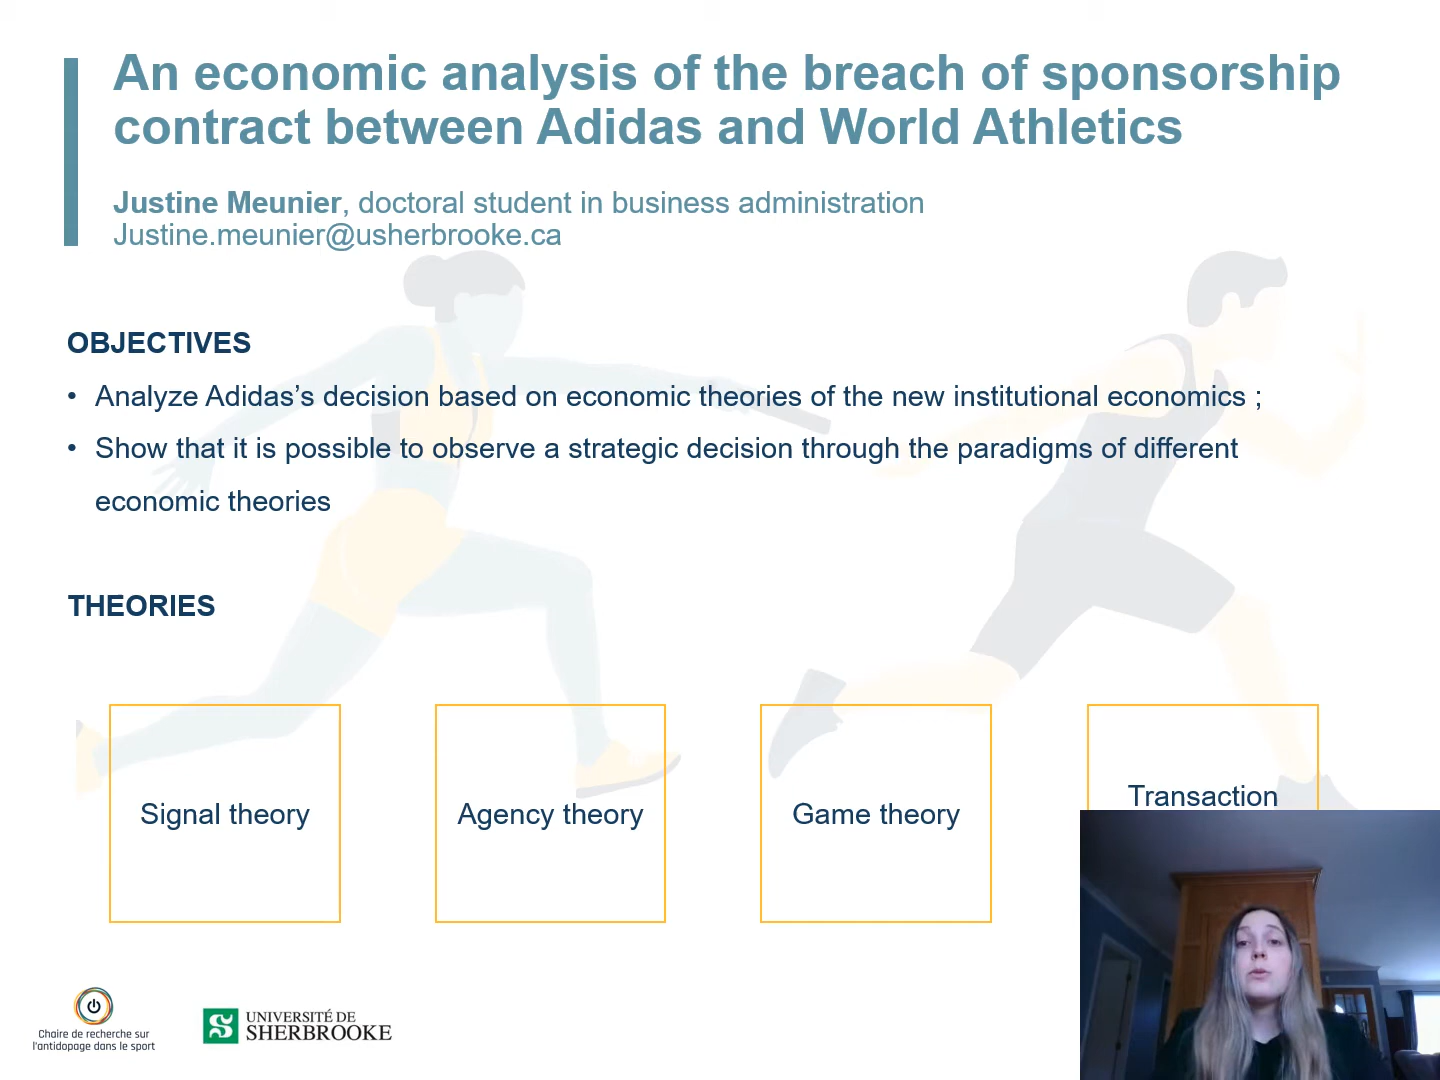 An economic analysis of the breach of sponsorship
contract between Adidas and World Athletics
Justine Meunier, doctoral student in business administration
Justine.meunier@usherbrooke.ca
OBJECTIVES
• Analyze Adidas’s decision based on economic theories of the new institutional economics ;
• Show that it is possible to observe a strategic decision through the paradigms of different
economic theories
THEORIES
Signal theory
Agency theory
Game theory
Transaction
Chaire de recherche sur
l'antidopage dans le sport
UNIVERSITÉ DE
SHERBROOKE